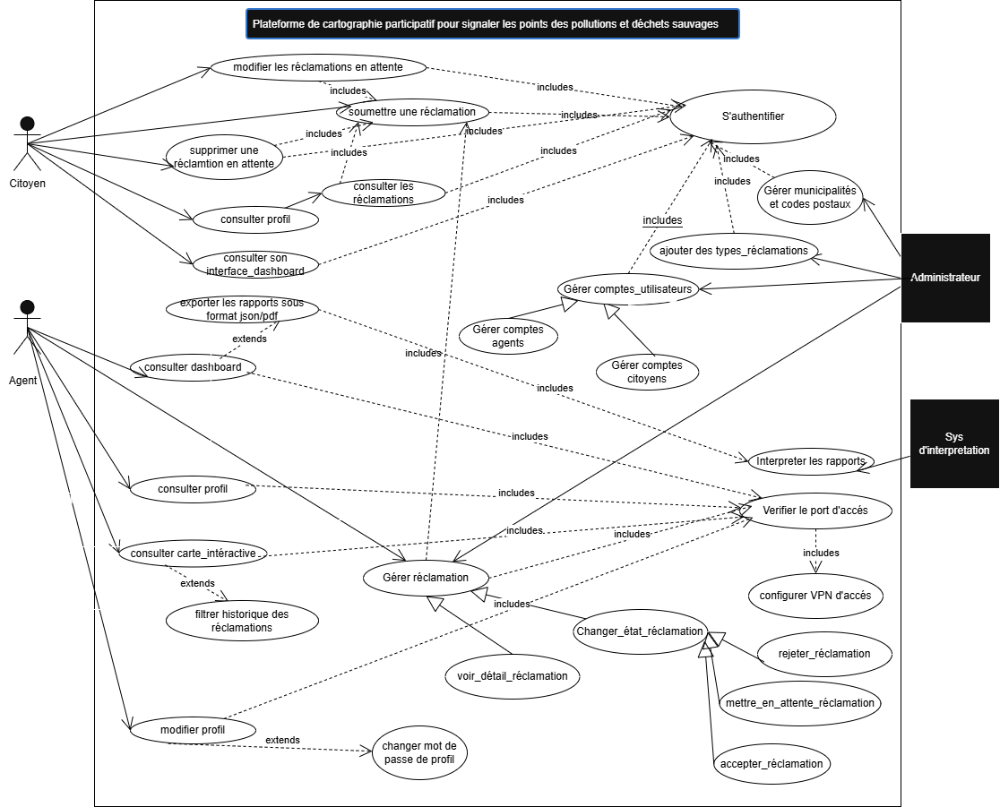 Plateforme de cartographie participatif pour signaler les points des pollutions et déchets sauvages
modifier les réclamations en attente
includes
includes
soumettre une réclamation
includes
S'authentifier
includes
includes
supprimer une
réclamtion en attente
includes
includes
includes
Citoyen
consulter les
réclamations
includes
Gérer municipalités
et codes postaux
consulter profil
includes
includes
consulter son
interface_dashboard
ajouter des types_réclamations
Administrateur
Gérer comptes_utilisateurs
exporter les rapports sous
format json/pdf
extends
Gérer comptes
agents
includes
consulter dashboard
Gérer comptes
citoyens
Agent
includes
includes
Sys
d'interpretation
Interpreter les rapports
consulter profil
includes
Verifier le port d'accés
includes
includes
consulter carte_intéractive
includes
extends
Gérer réclamation
configurer VPN d'accés
includes
filtrer historique des
réclamations
Changer_état_réclamation
rejeter_réclamation
voir_détail_réclamation
mettre_en_attente_réclamation
modifier profil
extends
changer mot de
passe de profil
accepter_réclamation